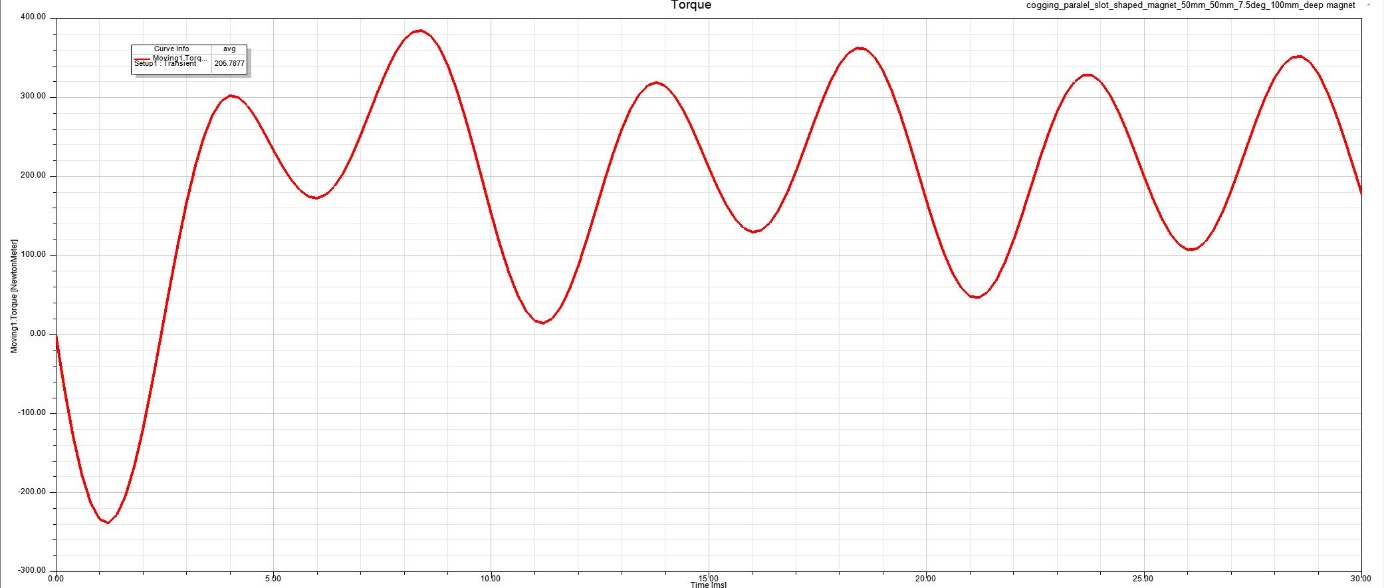 Torque
cogging_paralel_slot_shaped_magnet_50mm_50mm_7.5deg_100mm_deep magnet
400.00
Curve Info avg
Moving1.Torq...
Setup1 : Transient 206.7877
300.00
200.00
100.00
0.00
-100.00
-200.00
-300.00
Moving1.Torque [NewtonMeter]
0.00 5.00 10.00 15.00 20.00 25.00 30.00
Time [ms]